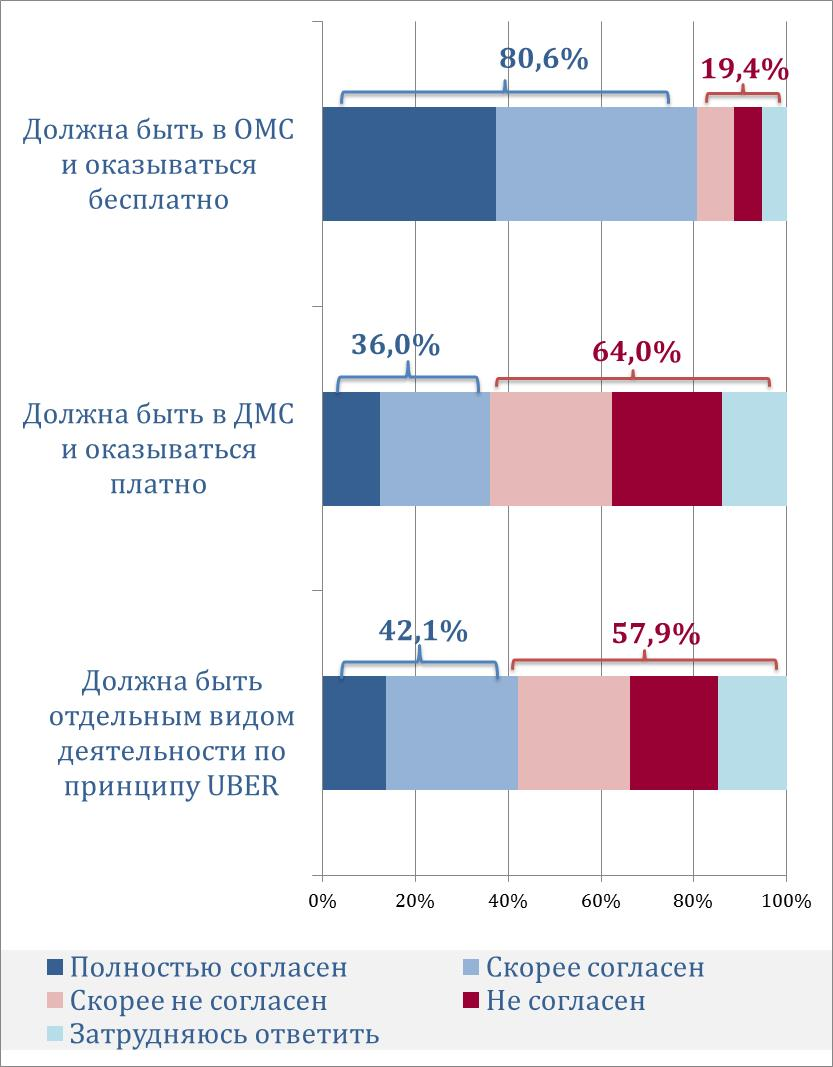 80,6%
19,4%
Должна быть в ОМС
и оказываться
бесплатно
36,0%
64,0%
Должна быть в ДМС
и оказываться
платно
42,1%
57,9%
Должна быть
отдельным видом
деятельности по
принципу UBER
0% 20% 40% 60% 80% 100%
Полностью согласен Скорее согласен
Скорее не согласен Не согласен
Затрудняюсь ответить